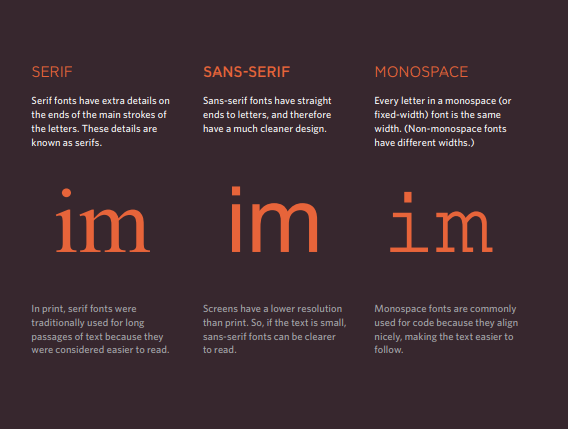 SERIF
Serif fonts have extra details on
the ends of the main strokes of
the letters. These details are
known as serifs.
im
In print, serif fonts were
traditionally used for long
passages of text because they
were considered easier to read.
SANS-SERIF
Sans-serif fonts have straight
ends to letters, and therefore
have a much cleaner design.
im
Screens have a lower resolution
than print. So, if the text is small,
sans-serif fonts can be clearer
to read.
MONOSPACE
Every letter in a monospace (or
fixed-width) font is the same
width. (Non-monospace fonts
have different widths.)
im
Monospace fonts are commonly
used for code because they align
nicely, making the text easier to
follow.